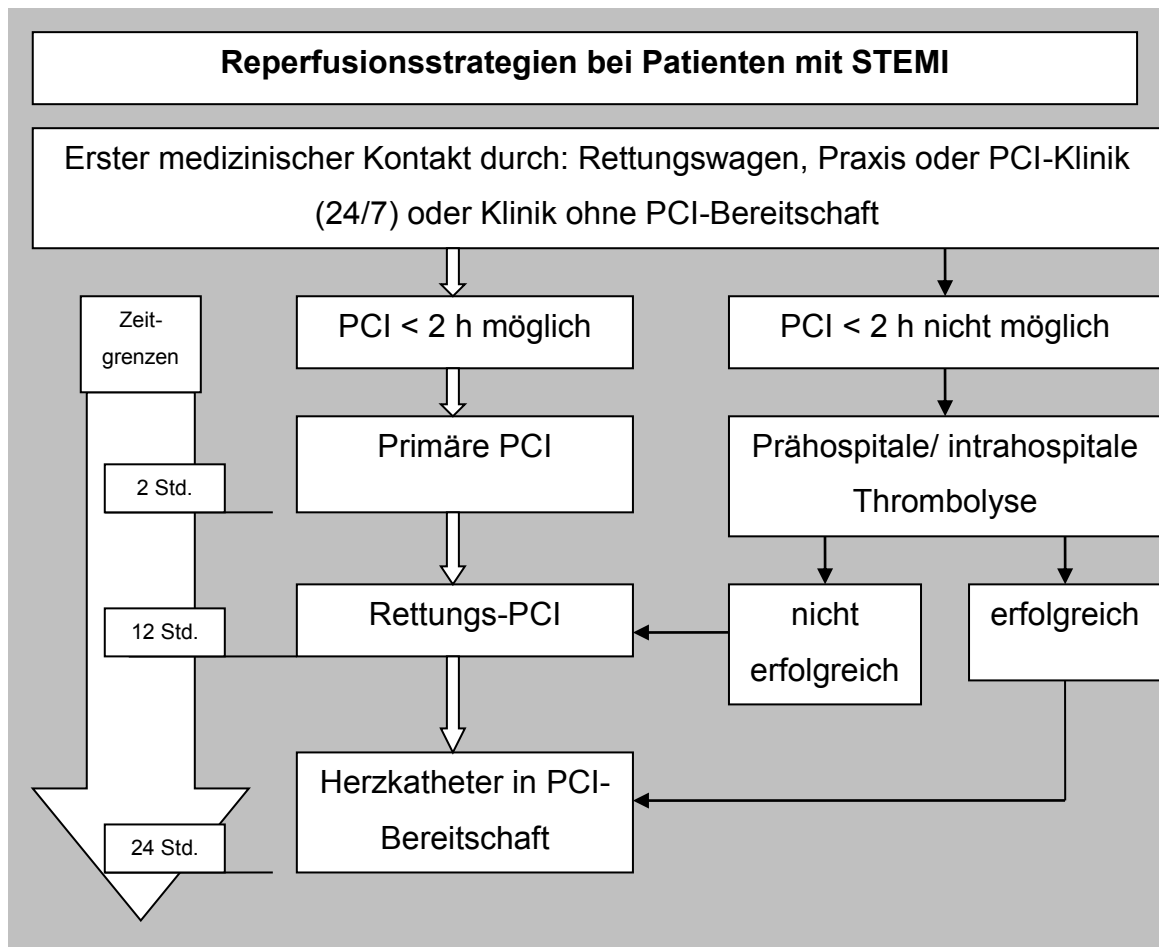 Reperfusionsstrategien bei Patienten mit STEMI
Erster medizinischer Kontakt durch: Rettungswagen, Praxis oder PCI-Klinik
(24/7) oder Klinik ohne PCI-Bereitschaft
Zeit-
grenzen
PCI < 2 h möglich
PCI < 2 h nicht möglich
Primäre PCI
Prähospitale/ intrahospitale
Thrombolyse
2 Std.
Rettungs-PCI
nicht
erfolgreich
erfolgreich
12 Std.
Herzkatheter in PCI-
Bereitschaft
24 Std.